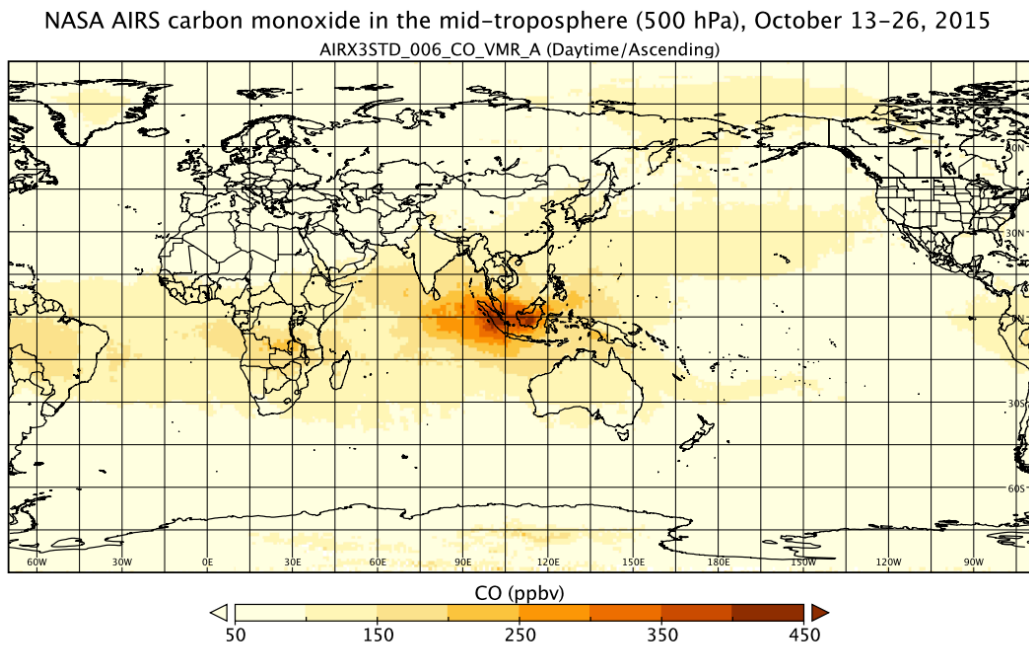 NASA AIRS carbon monoxide in the mid-troposphere (500 hPa), October 13-26, 2015
AIRX3STD_006_CO_VMR_A (Daytime/Ascending)
30N
30S
60S
60W 30W 0E 30E 60E 90E 120E 150E 180E 150W 120W 90W
CO (ppbv)
50 150 250 350 450